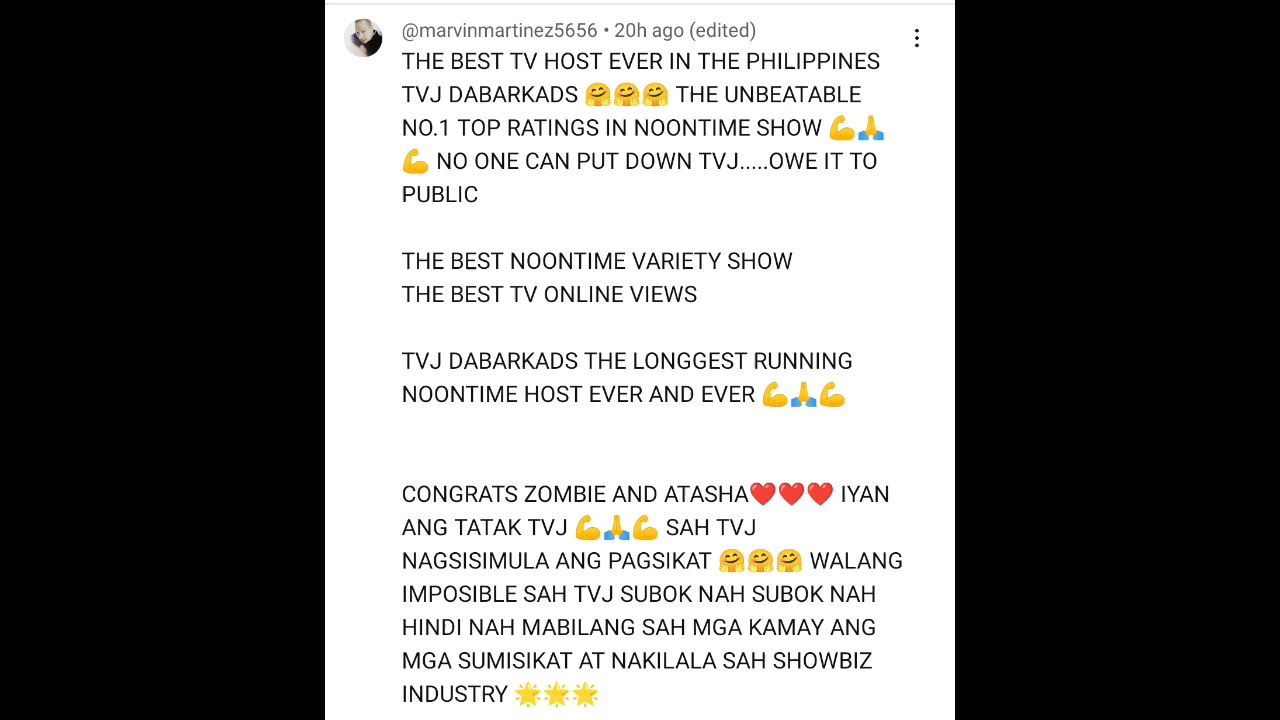 @marvinmartinez5656 • 20h ago (edited)
THE BEST TV HOST EVER IN THE PHILIPPINES
TVJ DABARKADS 🤗🤗🤗 THE UNBEATABLE
NO.1 TOP RATINGS IN NOONTIME SHOW 💪🙏
💪 NO ONE CAN PUT DOWN TVJ.....OWE IT TO
PUBLIC
THE BEST NOONTIME VARIETY SHOW
THE BEST TV ONLINE VIEWS
TVJ DABARKADS THE LONGGEST RUNNING
NOONTIME HOST EVER AND EVER 💪🙏💪
CONGRATS ZOMBIE AND ATASHA❤️❤️❤️ IYAN
ANG TATAK TVJ 💪🙏💪 SAH TVJ
NAGSISIMULA ANG PAGSIKAT 🤗🤗🤗 WALANG
IMPOSIBLE SAH TVJ SUBOK NAH SUBOK NAH
HINDI NAH MABILANG SAH MGA KAMAY ANG
MGA SUMISIKAT AT NAKILALA SAH SHOWBIZ
INDUSTRY 🌟🌟🌟